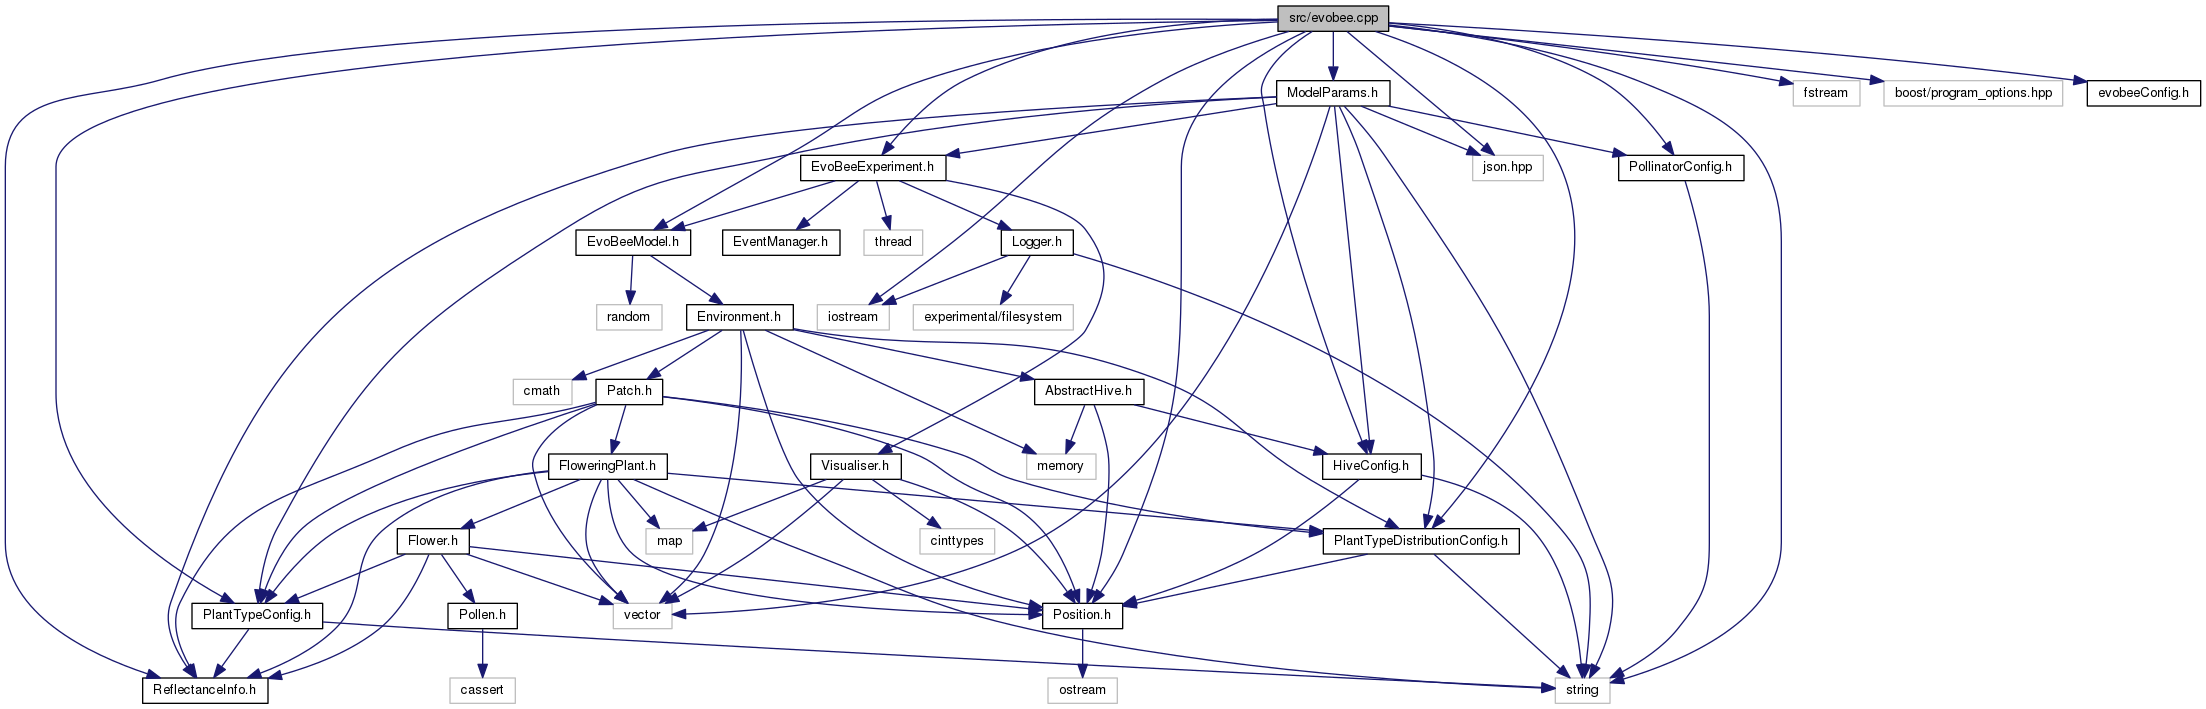 src/evobee.cpp
ModelParams.h
fstream
boost/program_options.hpp
evobeeConfig.h
EvoBeeExperiment.h
json.hpp
PollinatorConfig.h
EvoBeeModel.h
EventManager.h
thread
Logger.h
random
Environment.h
iostream
experimental/filesystem
cmath
Patch.h
AbstractHive.h
FloweringPlant.h
Visualiser.h
memory
HiveConfig.h
Flower.h
map
cinttypes
PlantTypeDistributionConfig.h
PlantTypeConfig.h
Pollen.h
vector
Position.h
ReflectanceInfo.h
cassert
ostream
string